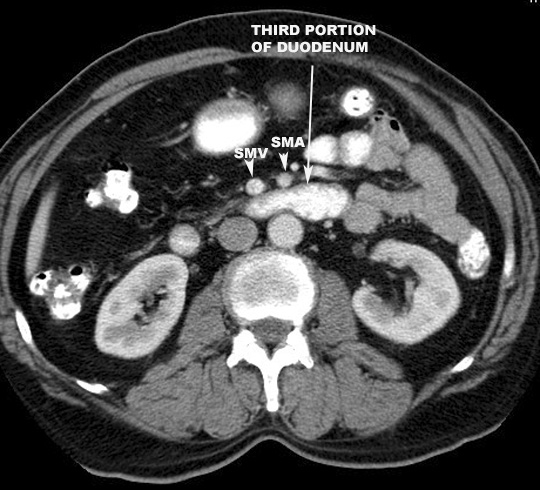 THIRD PORTION
OF DUODENUM
SMA
SMV